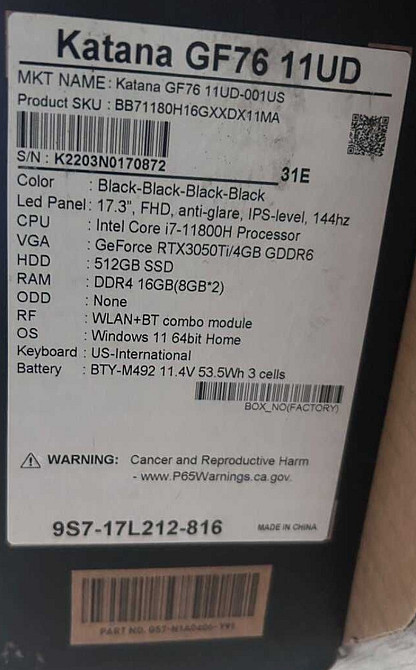 Katana GF76 11UD
MKT NAME : Katana GF76 11UD-001US
Product SKU : BB71180H16GXXDX11MA
S/N : K2203N0170872
31E
Color : Black-Black-Black-Black
Led Panel : 17.3", FHD, anti-glare, IPS-level, 144hz
CPU : Intel Core i7-11800H Processor
VGA : GeForce RTX3050Ti/4GB GDDR6
HDD : 512GB SSD
RAM : DDR4 16GB(8GB*2)
ODD : None
RF : WLAN+BT combo module
OS : Windows 11 64bit Home
Keyboard : US-International
Battery : BTY-M492 11.4V 53.5Wh 3 cells
BOX_NO(FACTORY)
WARNING: Cancer and Reproductive Harm
- www.P65Warnings.ca.gov.
9S7-17L212-816
MADE IN CHINA
PART NO.